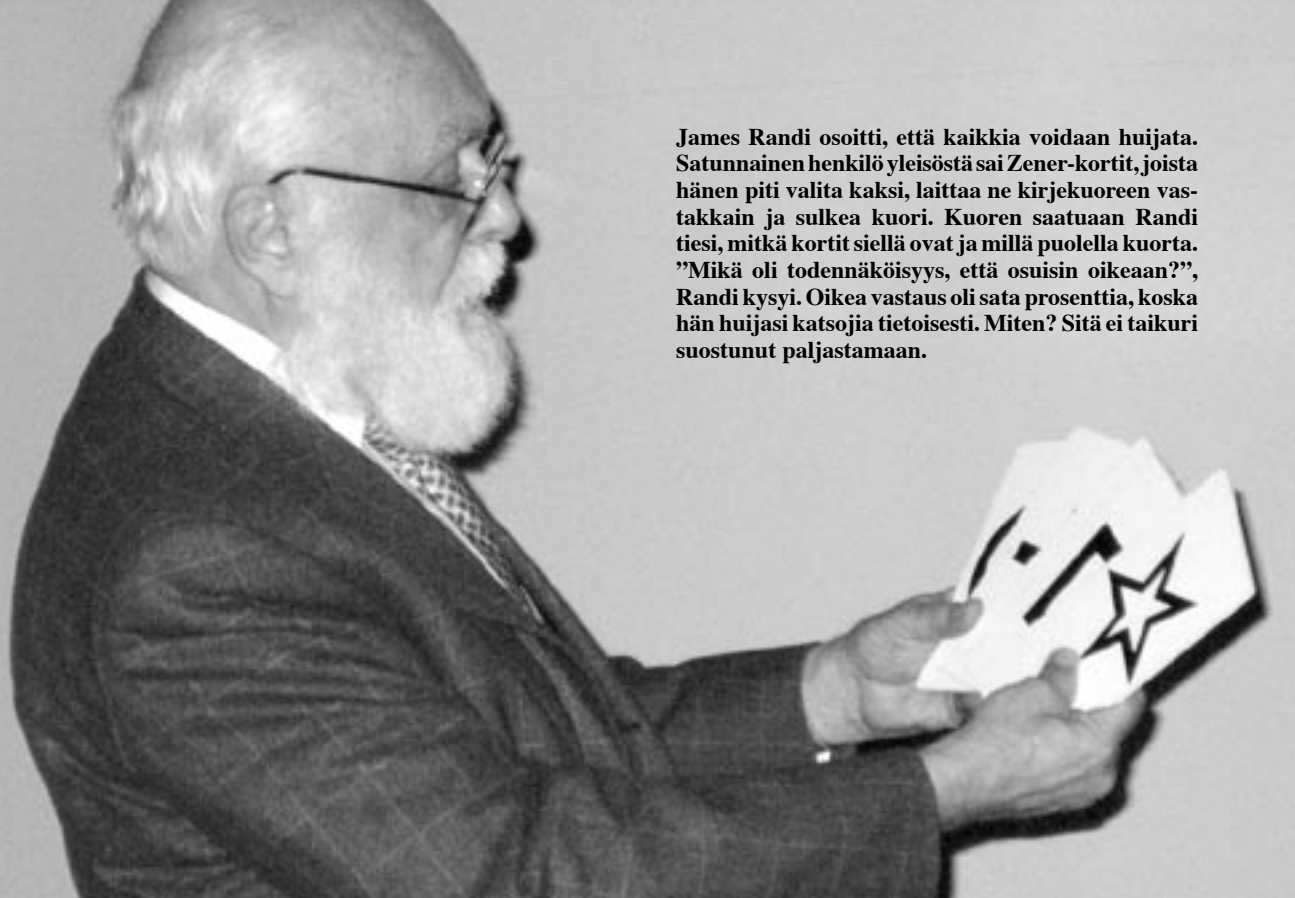 James Randi osoitti, että kaikkia voidaan huijata.
Satunnainen henkilö yleisöstä sai Zener-kortit, joista
hänen piti valita kaksi, laittaa ne kirjekuoreen vas-
takkain ja sulkea kuori. Kuoren saatuaan Randi
tiesi, mitkä kortit siellä ovat ja millä puolella kuorta.
”Mikä oli todennäköisyys, että osuisin oikeaan?”,
Randi kysyi. Oikea vastaus oli sata prosenttia, koska
hän huijasi katsojia tietoisesti. Miten? Sitä ei taikuri
suostunut paljastamaan.